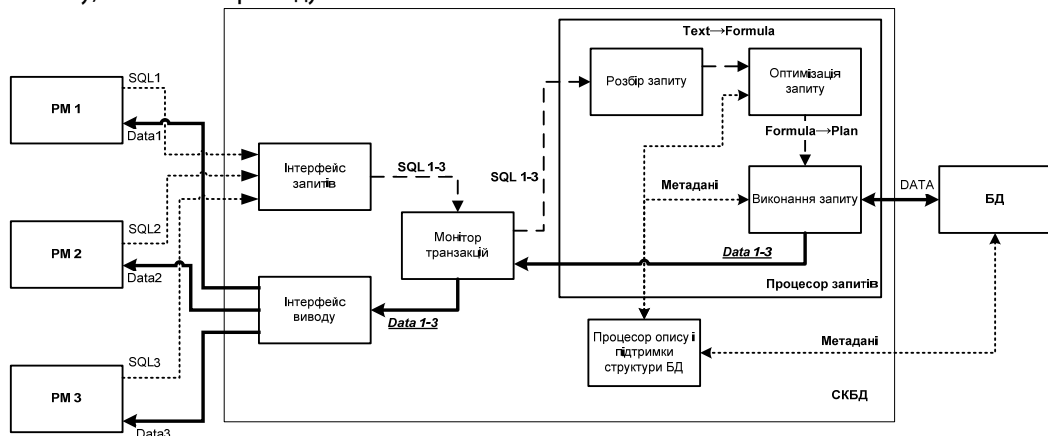 SQL1
РМ 1
Data1
SQL2
РМ 2
Data2
SQL3
РМ 3
Data3
Інтерфейс
запитів
SQL 1-3
Монітор
транзакцій
SQL 1-3
Інтерфейс
виводу
Data 1-3
Text→Formula
Розбір запиту
Оптимізація
запиту
Formula→Plan
Метадані
Виконання запиту
Data 1-3
Процесор запитів
DATA
БД
Процесор опису і
підтримки
структури БД
Метадані
СКБД